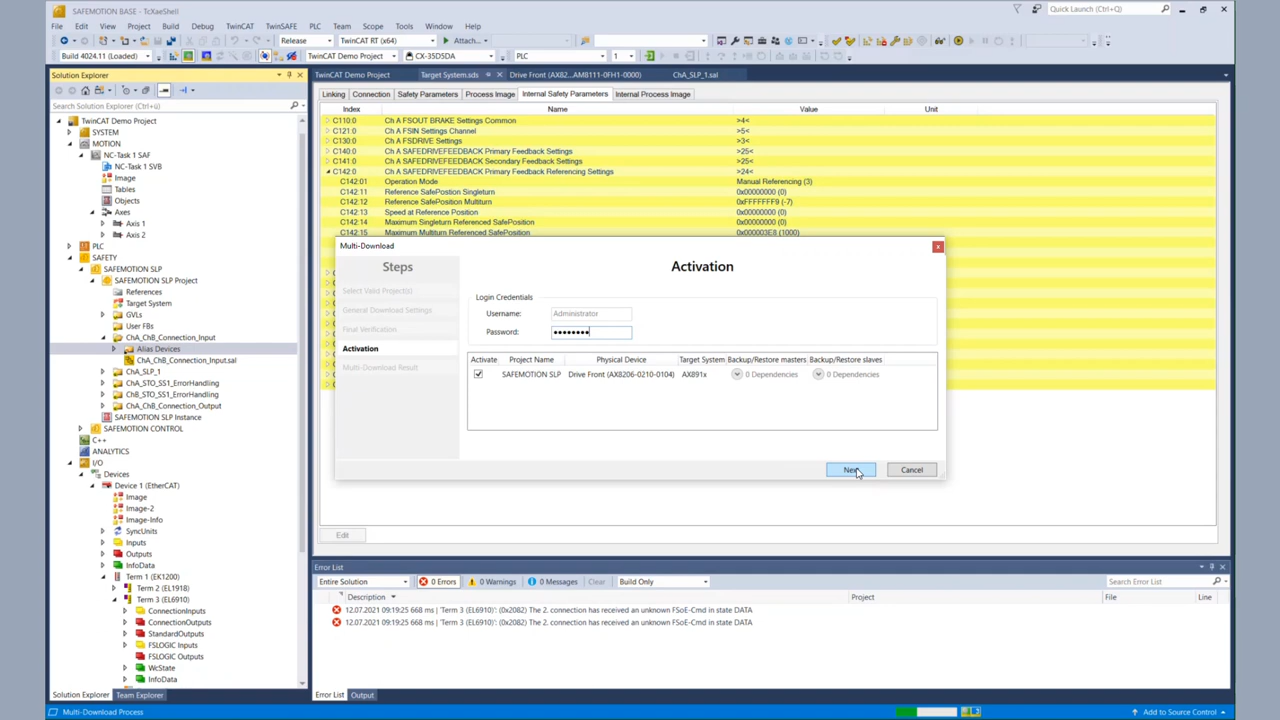 SAFEMOTION - TcXaeShell
Quick Launch (Ctrl+Q)
File Edit View Project Build Debug TwinCAT TwinSAFE PLC Team Scope Tools Window Help
Release TwinCAT RT (x64) Attach...
Build 4024.11 (Loaded) TwinCAT Demo Project CX-35D5DA PLC 1
Solution Explorer
Search Solution Explorer (Ctrl+ü)
TwinCAT Demo Project
SYSTEM
MOTION
NC-Task 1 SAF
NC-Task 1 SVB
Image
Tables
Objects
Axes
Axis 1
Axis 2
PLC
SAFETY
SAFEMOTION SLP
SAFEMOTION SLP Project
References
Target System
GVLs
User FBs
ChA_ChB_Connection_Input
Alias Devices
ChA_ChB_Connection_Input.sal
ChA_SLP_1
ChA_STO_SS1_ErrorHandling
ChB_STO_SS1_ErrorHandling
ChA_ChB_Connection_Output
SAFEMOTION SLP Instance
SAFEMOTION CONTROL
C++
ANALYTICS
I/O
Devices
Device 1 (EtherCAT)
Image
Image-2
Image-Info
SyncUnits
Inputs
Outputs
InfoData
Term 1 (EK1200)
Term 2 (EL1918)
Term 3 (EL6910)
ConnectionInputs
ConnectionOutputs
StandardOutputs
FSLOGIC Inputs
FSLOGIC Outputs
WcState
InfoData
Solution Explorer Team Explorer
TwinCAT Demo Project Target System.sds Drive Front (AX82...AM8111-0FH1-0000) ChA_SLP_1.sal
Linking Connection Safety Parameters Process Image Internal Safety Parameters Internal Process Image
Index Name Value Unit
C110:0 Ch A FSOUT BRAKE Settings Common >4<
C121:0 Ch A FSIN Settings Channel >5<
C130:0 Ch A FSDRIVE Settings >3<
C140:0 Ch A SAFEDRIVEFEEDBACK Primary Feedback Settings >25<
C141:0 Ch A SAFEDRIVEFEEDBACK Secondary Feedback Settings >25<
C142:0 Ch A SAFEDRIVEFEEDBACK Primary Feedback Referencing Settings >24<
C142:01 Operation Mode Manual Referencing (3)
C142:11 Reference SafePostion Singleturn 0x00000000 (0)
C142:12 Reference SafePosition Multiturn 0xFFFFFFF9 (-7)
C142:13 Speed at Reference Position 0x00000000 (0)
C142:14 Maximum Singleturn Referenced SafePosition 0x00000000 (0)
C142:15 Maximum Multiturn Referenced SafePosition 0x000003E8 (1000)
Multi-Download
Steps
Select Valid Project(s)
General Download Settings
Final Verification
Activation
Multi-Download Result
Activation
Login Credentials
Username: Administrator
Password: ●●●●●●●●
Activate Project Name Physical Device Target System Backup/Restore masters Backup/Restore slaves
SAFEMOTION SLP Drive Front (AX8206-0210-0104) AX891x 0 Dependencies 0 Dependencies
Cancel
Edit
Error List
Entire Solution 0 Errors 0 Warnings 0 Messages Clear Build Only Search Error List
Description Project File Line
12.07.2021 09:19:25 668 ms | 'Term 3 (EL6910)': (0x2082) The 2. connection has received an unknown FSoE-Cmd in state DATA
12.07.2021 09:19:25 668 ms | 'Term 3 (EL6910)': (0x2082) The 2. connection has received an unknown FSoE-Cmd in state DATA
Error List Output
Multi-Download Process
Add to Source Control